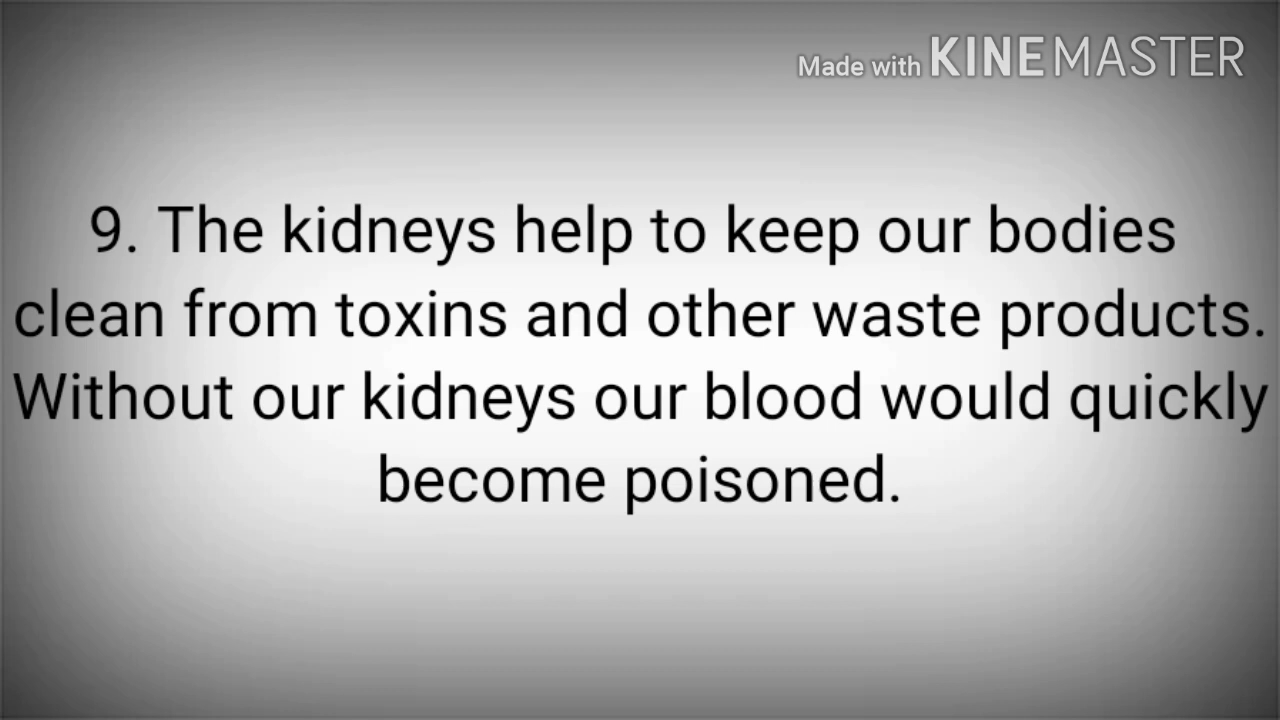 Made with KINEMASTER
9. The kidneys help to keep our bodies
clean from toxins and other waste products.
Without our kidneys our blood would quickly
become poisoned.